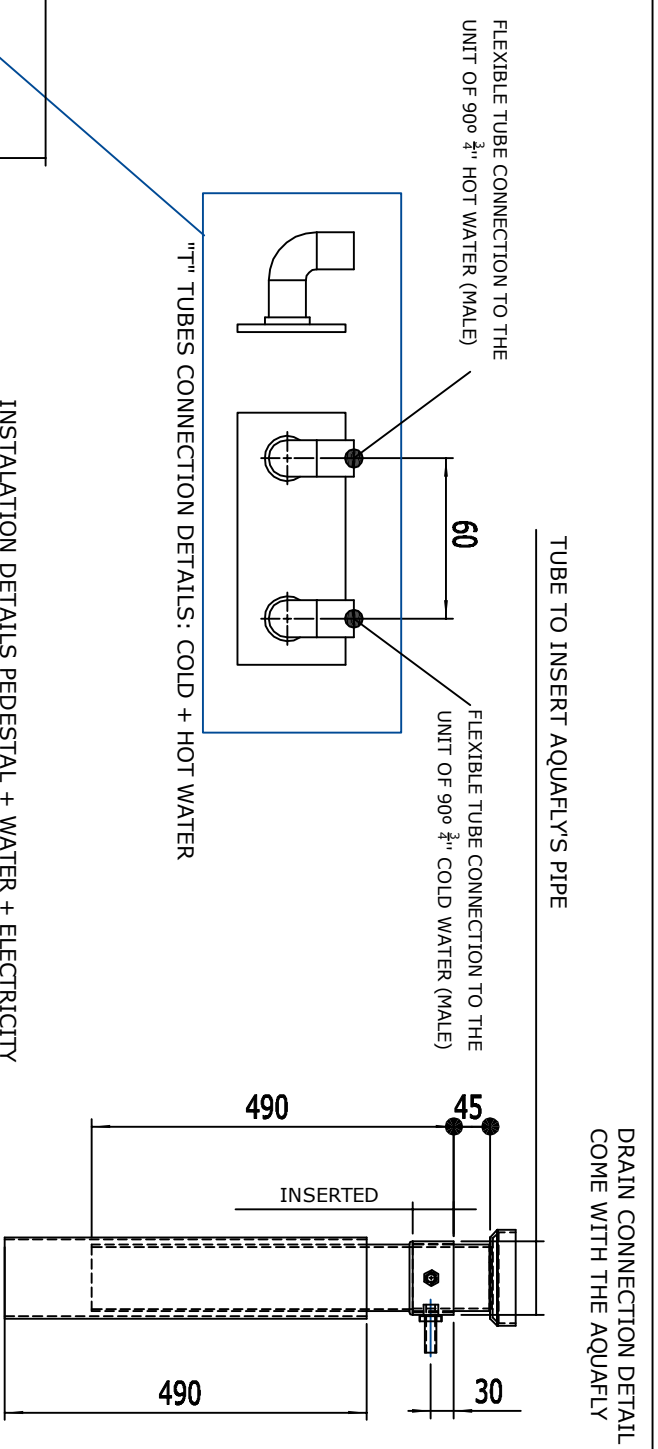 FLEXIBLE TUBE CONNECTION TO THE
UNIT OF 90º 3/4" HOT WATER (MALE)
60
TUBE TO INSERT AQUAFLY'S PIPE
FLEXIBLE TUBE CONNECTION TO THE
UNIT OF 90º 3/4" COLD WATER (MALE)
"T" TUBES CONNECTION DETAILS: COLD + HOT WATER
INSTALATION DETAILS PEDESTAL + WATER + ELECTRICITY
DRAIN CONNECTION DETAIL
COME WITH THE AQUAFLY
490
45
INSERTED
490
30